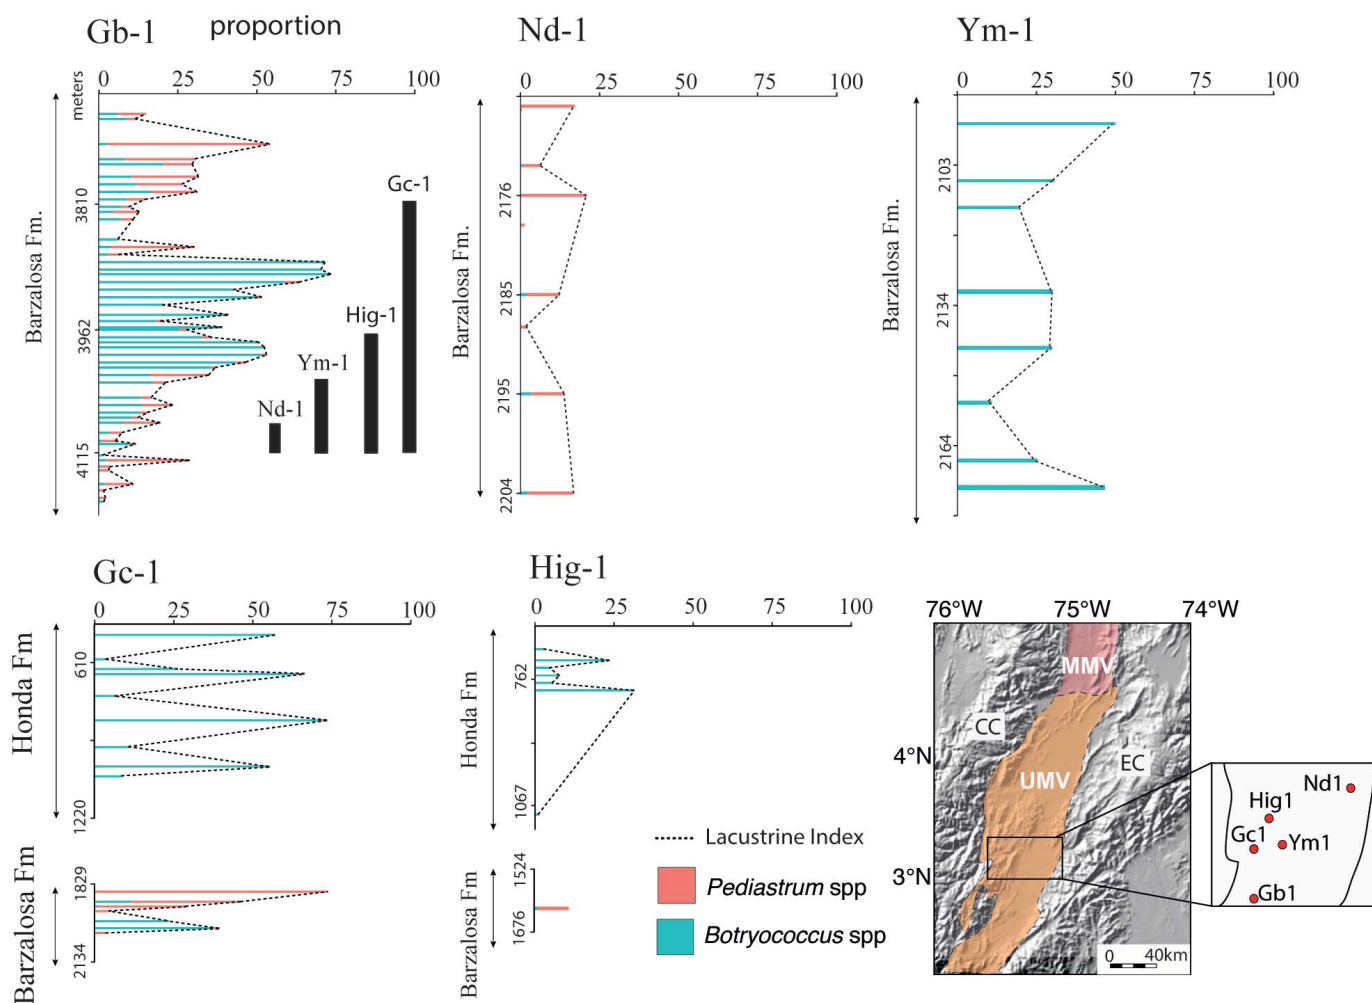 Gb-1
proportion
0 25 50 75 100
meters
Barzalosa Fm.
3810
3962
4115
Nd-1
Ym-1
Hig-1
Gc-1
Nd-1
0 25 50 75 100
Barzalosa Fm.
2176
2185
2195
2204
Ym-1
0 25 50 75 100
Barzalosa Fm.
2103
2134
2164
Gc-1
0 25 50 75 100
Honda Fm
610
1220
Barzalosa Fm
1829
2134
Hig-1
0 25 50 75 100
Honda Fm
762
1067
Barzalosa Fm
1524
1676
Lacustrine Index
Pediastrum spp
Botryococcus spp
76°W 75°W 74°W
4°N
3°N
MMV
CC
UMV
EC
0 40km
Nd1
Hig1
Gc1
Ym1
Gb1